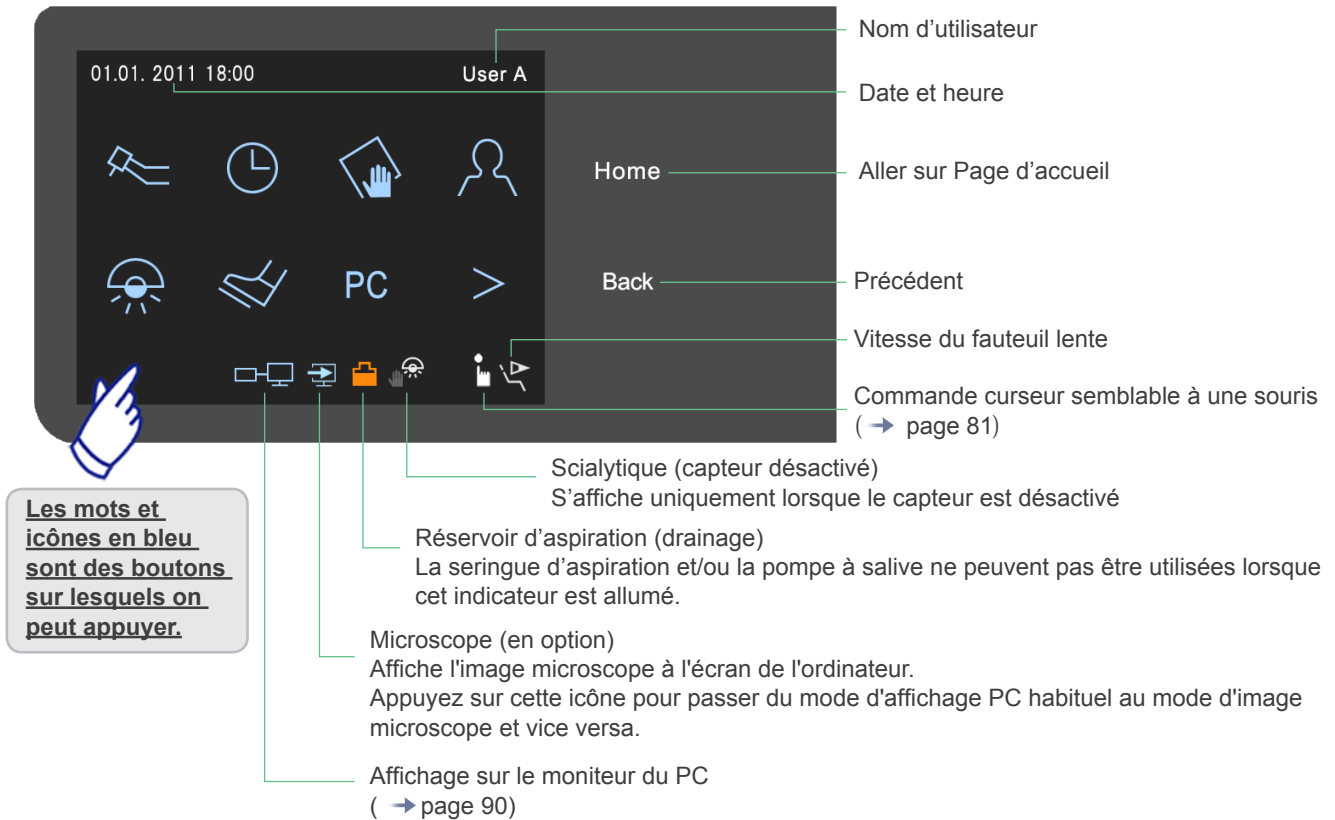 Nom d’utilisateur
01.01. 2011 18:00
User A
Date et heure
Home
Aller sur Page d’accueil
PC
>
Back
Précédent
Vitesse du fauteuil lente
Commande curseur semblable à une souris
( → page 81)
Scialytique (capteur désactivé)
S’affiche uniquement lorsque le capteur est désactivé
Les mots et
icônes en bleu
sont des boutons
sur lesquels on
peut appuyer.
Réservoir d’aspiration (drainage)
La seringue d’aspiration et/ou la pompe à salive ne peuvent pas être utilisées lorsque
cet indicateur est allumé.
Microscope (en option)
Affiche l'image microscope à l'écran de l'ordinateur.
Appuyez sur cette icône pour passer du mode d'affichage PC habituel au mode d'image
microscope et vice versa.
Affichage sur le moniteur du PC
( → page 90)